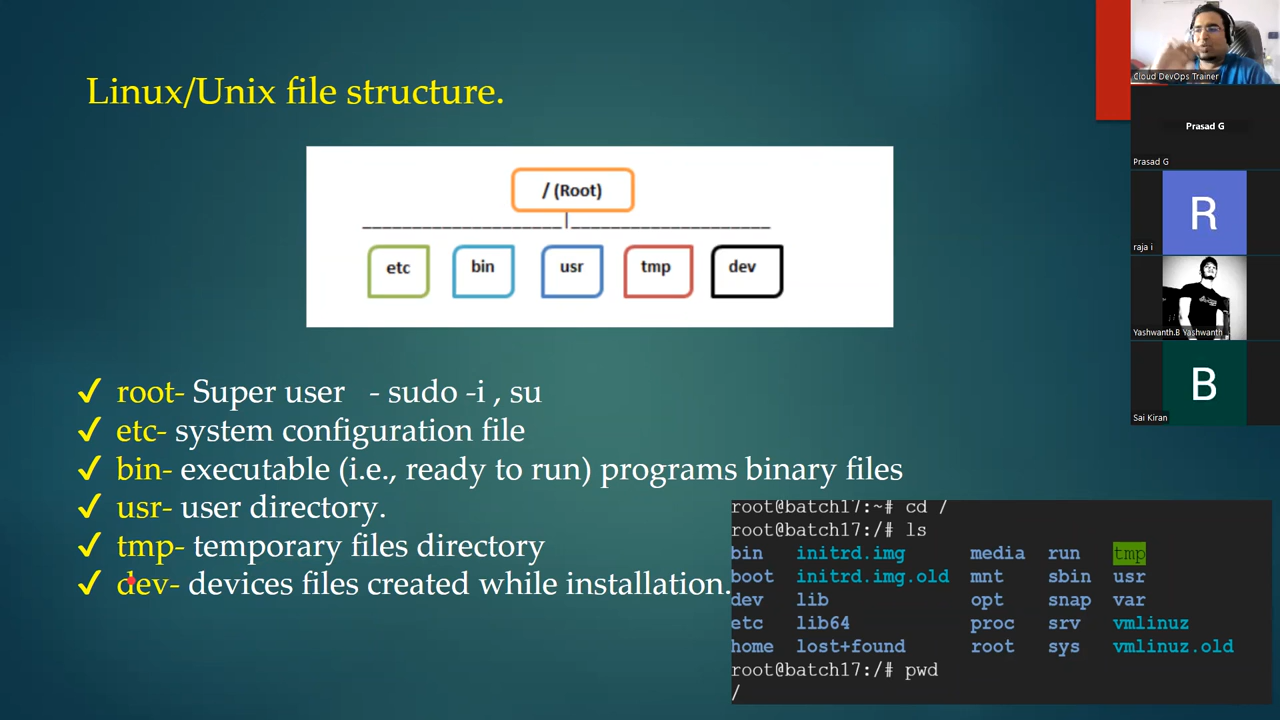 Linux/Unix file structure.
/ (Root)
etc bin usr tmp dev
✓ root- Super user - sudo -i , su
✓ etc- system configuration file
✓ bin- executable (i.e., ready to run) programs binary files
✓ usr- user directory.
✓ tmp- temporary files directory
✓ dev- devices files created while installation.
root@batch17:~# cd /
root@batch17:/# ls
bin initrd.img media run tmp
boot initrd.img.old mnt sbin usr
dev lib opt snap var
etc lib64 proc srv vmlinuz
home lost+found root sys vmlinuz.old
root@batch17:/# pwd
/
Cloud DevOps Trainer
Prasad G
Prasad G
R
raja i
Yashwanth.B Yashwanth
B
Sai Kiran